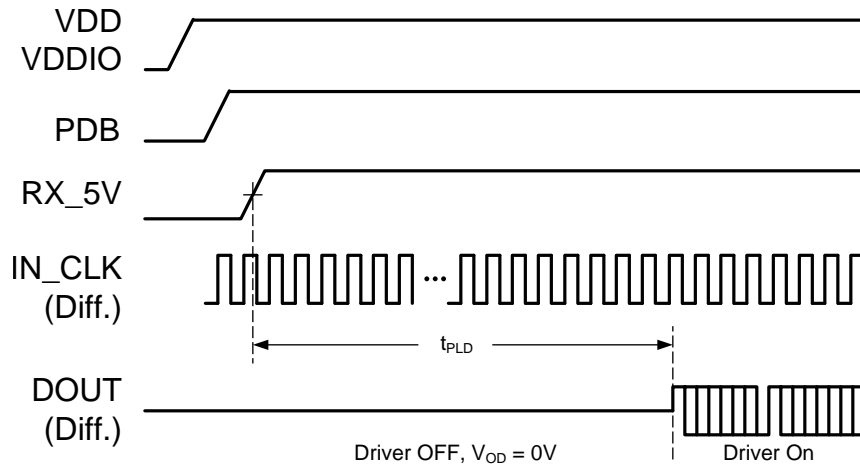 VDD
VDDIO
PDB
RX_5V
IN_CLK
(Diff.)
...
tPLD
DOUT
(Diff.)
Driver OFF, VOD = 0V
Driver On